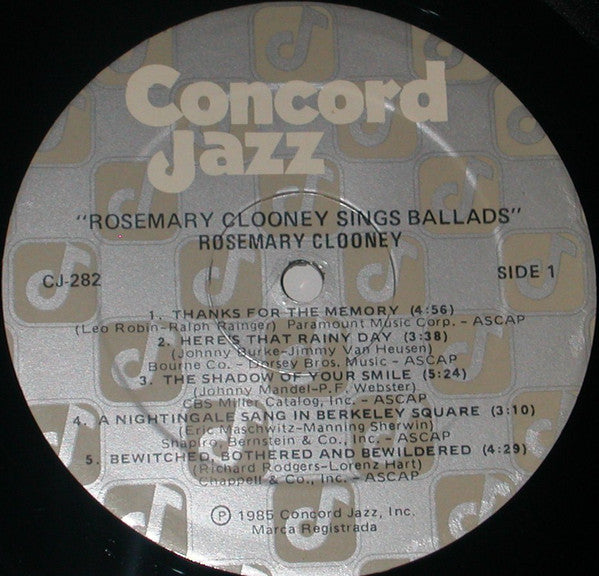 Concord
Jazz
"ROSEMARY CLOONEY SINGS BALLADS"
ROSEMARY CLOONEY
CJ-282
SIDE 1
1. THANKS FOR THE MEMORY (4:56)
(Leo Robin-Ralph Rainger) Paramount Music Corp. – ASCAP
2. HERE'S THAT RAINY DAY (3:38)
(Johnny Burke-Jimmy Van Heusen)
Bourne Co. – Dorsey Bros. Music – ASCAP
3. THE SHADOW OF YOUR SMILE (5:24)
(Johnny Mandel-P.F. Webster)
CBS Miller Catalog, Inc. – ASCAP
4. A NIGHTINGALE SANG IN BERKELEY SQUARE (3:10)
(Eric Maschwitz-Manning Sherwin)
Shapiro, Bernstein & Co., Inc. – ASCAP
5. BEWITCHED, BOTHERED AND BEWILDERED (4:29)
(Richard Rodgers-Lorenz Hart)
Chappell & Co., Inc. – ASCAP
℗ 1985 Concord Jazz, Inc.
Marca Registrada